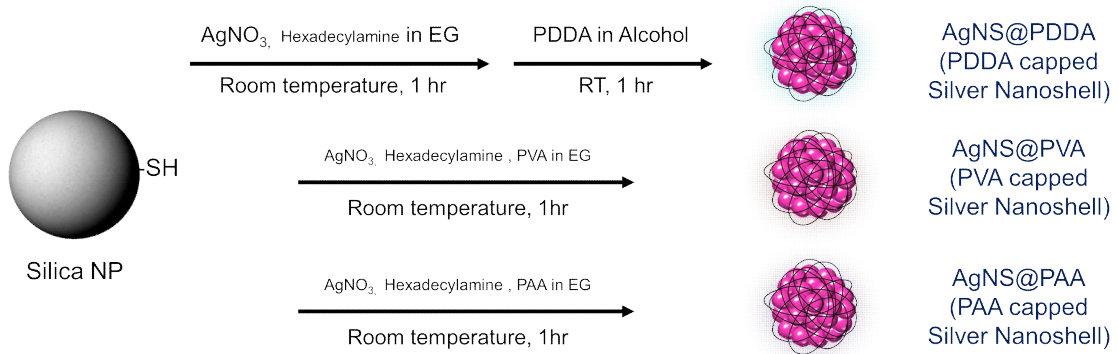 AgNO3, Hexadecylamine in EG
Room temperature, 1 hr
PDDA in Alcohol
RT, 1 hr
AgNS@PDDA
(PDDA capped
Silver Nanoshell)
-SH
Silica NP
AgNO3, Hexadecylamine , PVA in EG
Room temperature, 1hr
AgNS@PVA
(PVA capped
Silver Nanoshell)
AgNO3, Hexadecylamine , PAA in EG
Room temperature, 1hr
AgNS@PAA
(PAA capped
Silver Nanoshell)